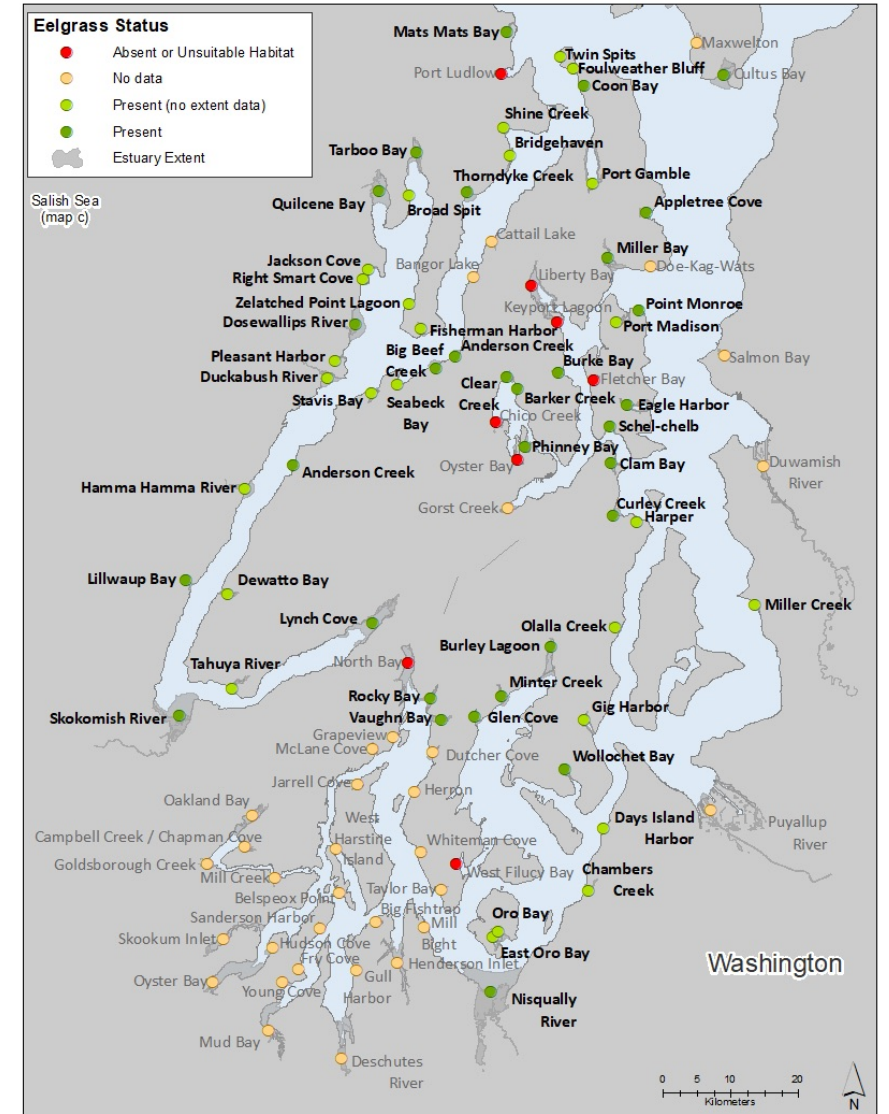 Eelgrass Status
Absent or Unsuitable Habitat
No data
Present (no extent data)
Present
Estuary Extent
Salish Sea
(map c)
Mats Mats Bay
Port Ludlow
Twin Spits
Foulweather Bluff
Coon Bay
Maxwelton
Cultus Bay
Shine Creek
Bridgehaven
Tarboo Bay
Thorndyke Creek
Port Gamble
Quilcene Bay
Broad Spit
Appletree Cove
Cattail Lake
Miller Bay
Jackson Cove
Bangor Lake
Doe-Kag-Wats
Right Smart Cove
Liberty Bay
Zelatched Point Lagoon
Keyport Lagoon
Point Monroe
Dosewallips River
Fisherman Harbor
Port Madison
Anderson Creek
Pleasant Harbor
Big Beef
Creek
Burke Bay
Salmon Bay
Duckabush River
Clear
Creek
Fletcher Bay
Stavis Bay
Seabeck
Bay
Barker Creek
Eagle Harbor
Chico Creek
Schel-chelb
Phinney Bay
Anderson Creek
Oyster Bay
Clam Bay
Duwamish
River
Hamma Hamma River
Gorst Creek
Curley Creek
Harper
Lillwaup Bay
Dewatto Bay
Miller Creek
Lynch Cove
Olalla Creek
Burley Lagoon
Tahuya River
North Bay
Minter Creek
Rocky Bay
Skokomish River
Vaughn Bay
Glen Cove
Gig Harbor
Grapeview
McLane Cove
Dutcher Cove
Wollochet Bay
Jarrell Cove
Herron
Oakland Bay
West
Harstine
Island
Days Island
Harbor
Puyallup
River
Campbell Creek / Chapman Cove
Whiteman Cove
Goldsborough Creek
West Filucy Bay
Chambers
Creek
Mill Creek
Taylor Bay
Belspeox Point
Big Fishtrap
Sanderson Harbor
Mill
Bight
Oro Bay
Skookum Inlet
Hudson Cove
East Oro Bay
Fry Cove
Henderson Inlet
Washington
Oyster Bay
Young Cove
Gull
Harbor
Nisqually
River
Mud Bay
Deschutes
River
0 5 10 20
Kilometers
N